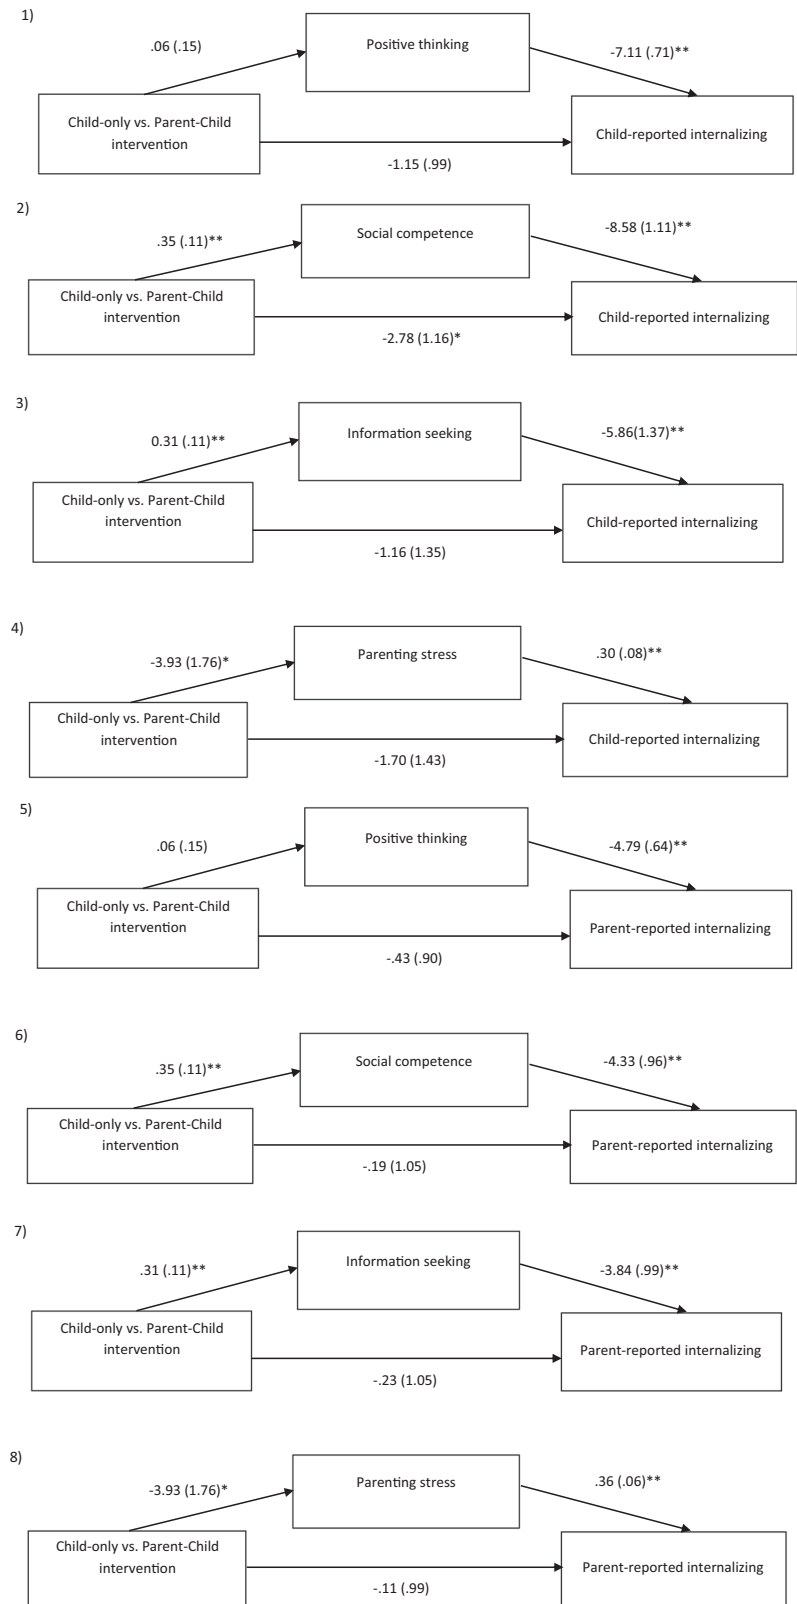 1)
Positive thinking
.06 (.15)
-7.11 (.71)**
Child-only vs. Parent-Child
intervention
Child-reported internalizing
-1.15 (.99)
2)
Social competence
.35 (.11)**
-8.58 (1.11)**
Child-only vs. Parent-Child
intervention
Child-reported internalizing
-2.78 (1.16)*
3)
Information seeking
0.31 (.11)**
-5.86(1.37)**
Child-only vs. Parent-Child
intervention
Child-reported internalizing
-1.16 (1.35)
4)
Parenting stress
-3.93 (1.76)*
.30 (.08)**
Child-only vs. Parent-Child
intervention
Child-reported internalizing
-1.70 (1.43)
5)
Positive thinking
.06 (.15)
-4.79 (.64)**
Child-only vs. Parent-Child
intervention
Parent-reported internalizing
-.43 (.90)
6)
Social competence
.35 (.11)**
-4.33 (.96)**
Child-only vs. Parent-Child
intervention
Parent-reported internalizing
-.19 (1.05)
7)
Information seeking
.31 (.11)**
-3.84 (.99)**
Child-only vs. Parent-Child
intervention
Parent-reported internalizing
-.23 (1.05)
8)
Parenting stress
-3.93 (1.76)*
.36 (.06)**
Child-only vs. Parent-Child
intervention
Parent-reported internalizing
-.11 (.99)